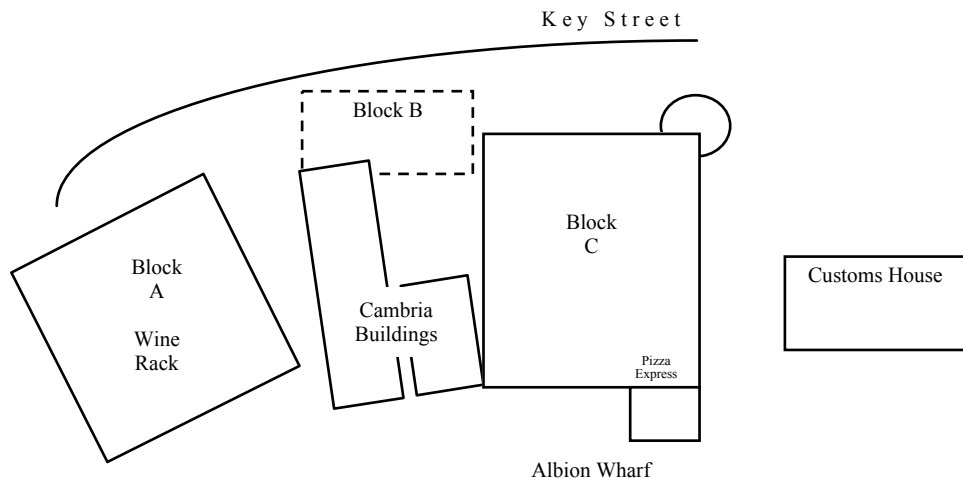 Key Street
Block B
Block
C
Block
A
Wine
Rack
Customs House
Cambria
Buildings
Pizza
Express
Albion Wharf